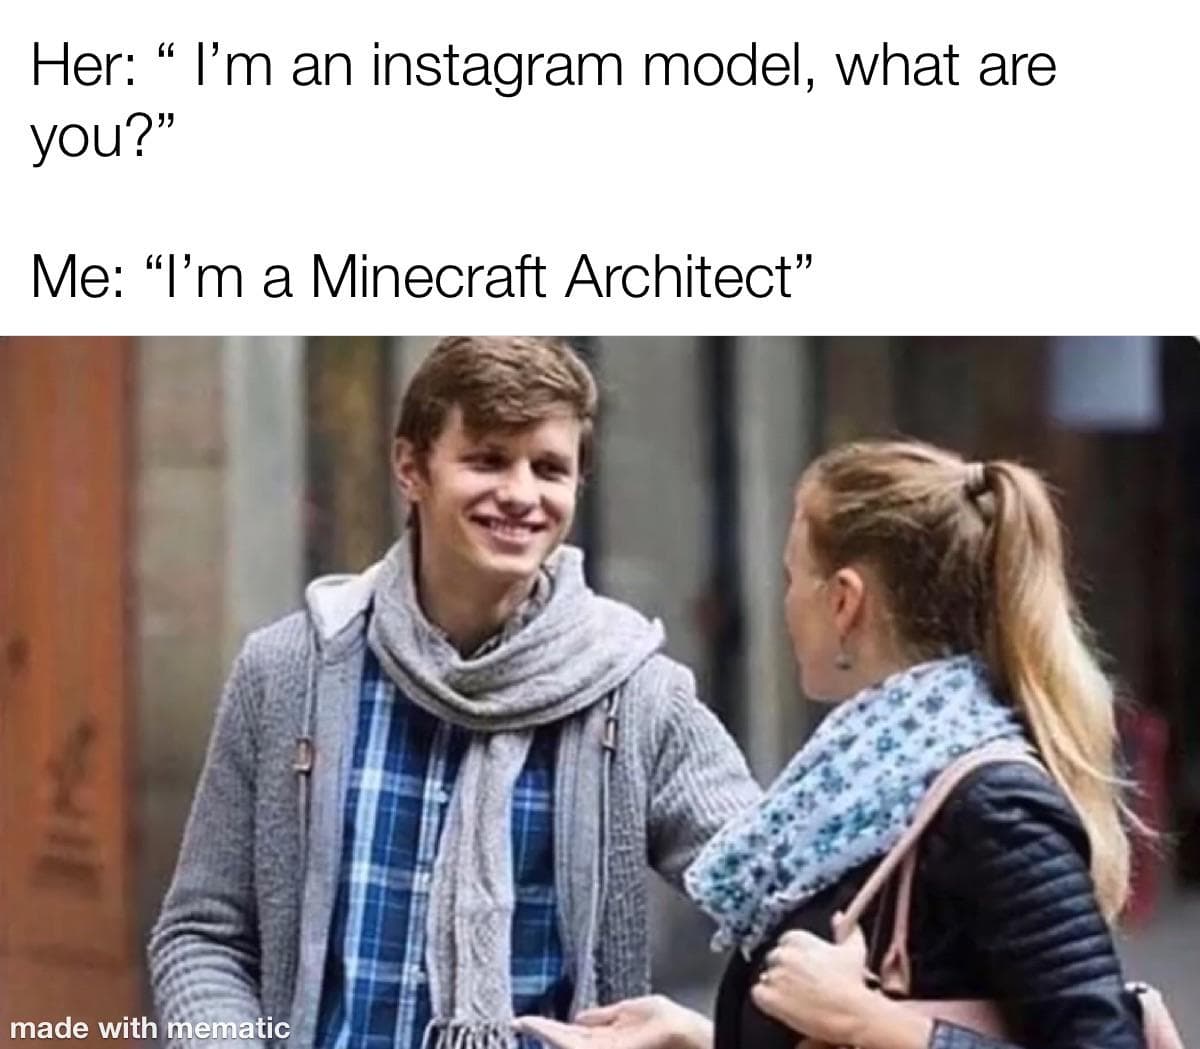 Her: “ I’m an instagram model, what are
you?”
Me: “I’m a Minecraft Architect”
made with mematic